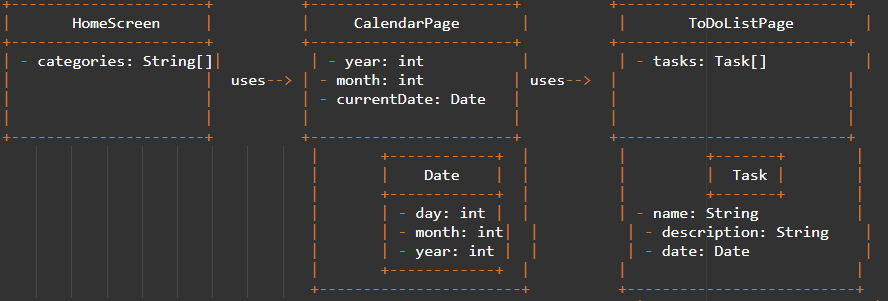 HomeScreen CalendarPage ToDoListPage
- categories: String[] - year: int - tasks: Task[]
uses--> - month: int uses-->
- currentDate: Date
Date Task
- day: int - name: String
- month: int - description: String
- year: int - date: Date